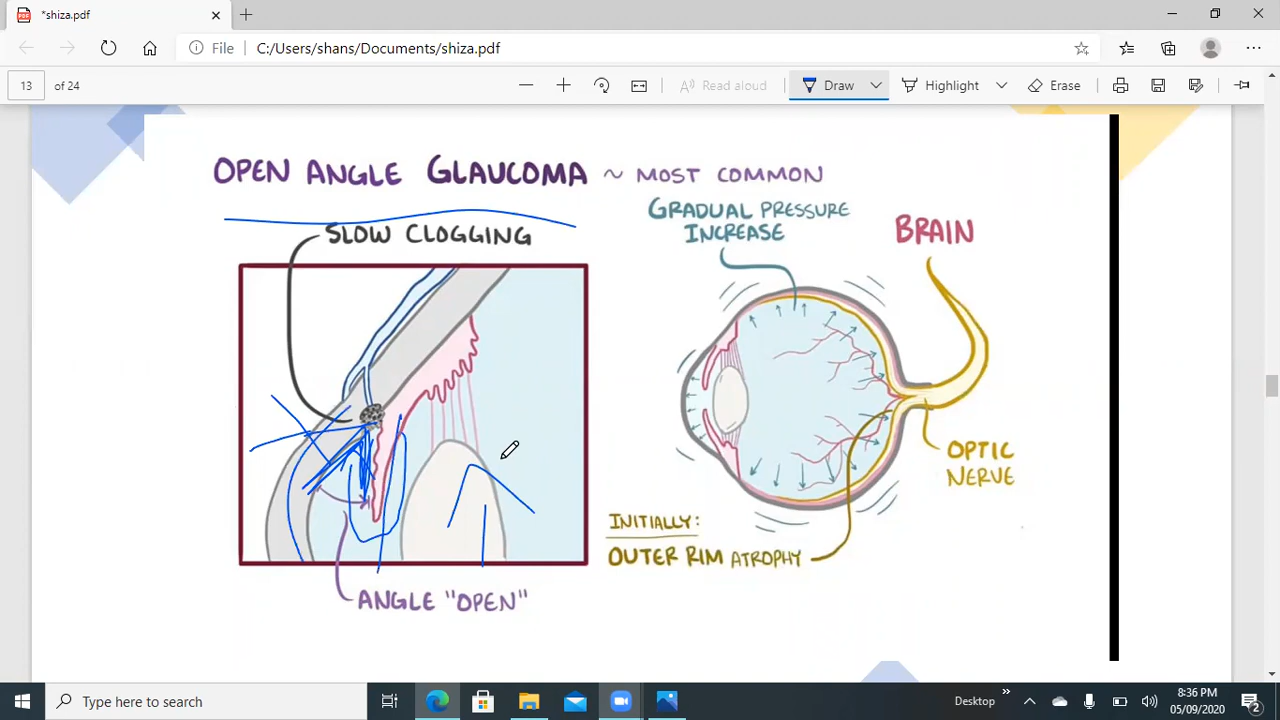 *shiza.pdf
File C:/Users/shans/Documents/shiza.pdf
13 of 24
Read aloud Draw Highlight Erase
OPEN ANGLE GLAUCOMA ~ MOST COMMON
SLOW CLOGGING
GRADUAL PRESSURE
INCREASE
BRAIN
OPTIC
NERVE
INITIALLY:
OUTER RIM ATROPHY
ANGLE "OPEN"
Type here to search
Desktop
8:36 PM
05/09/2020
2